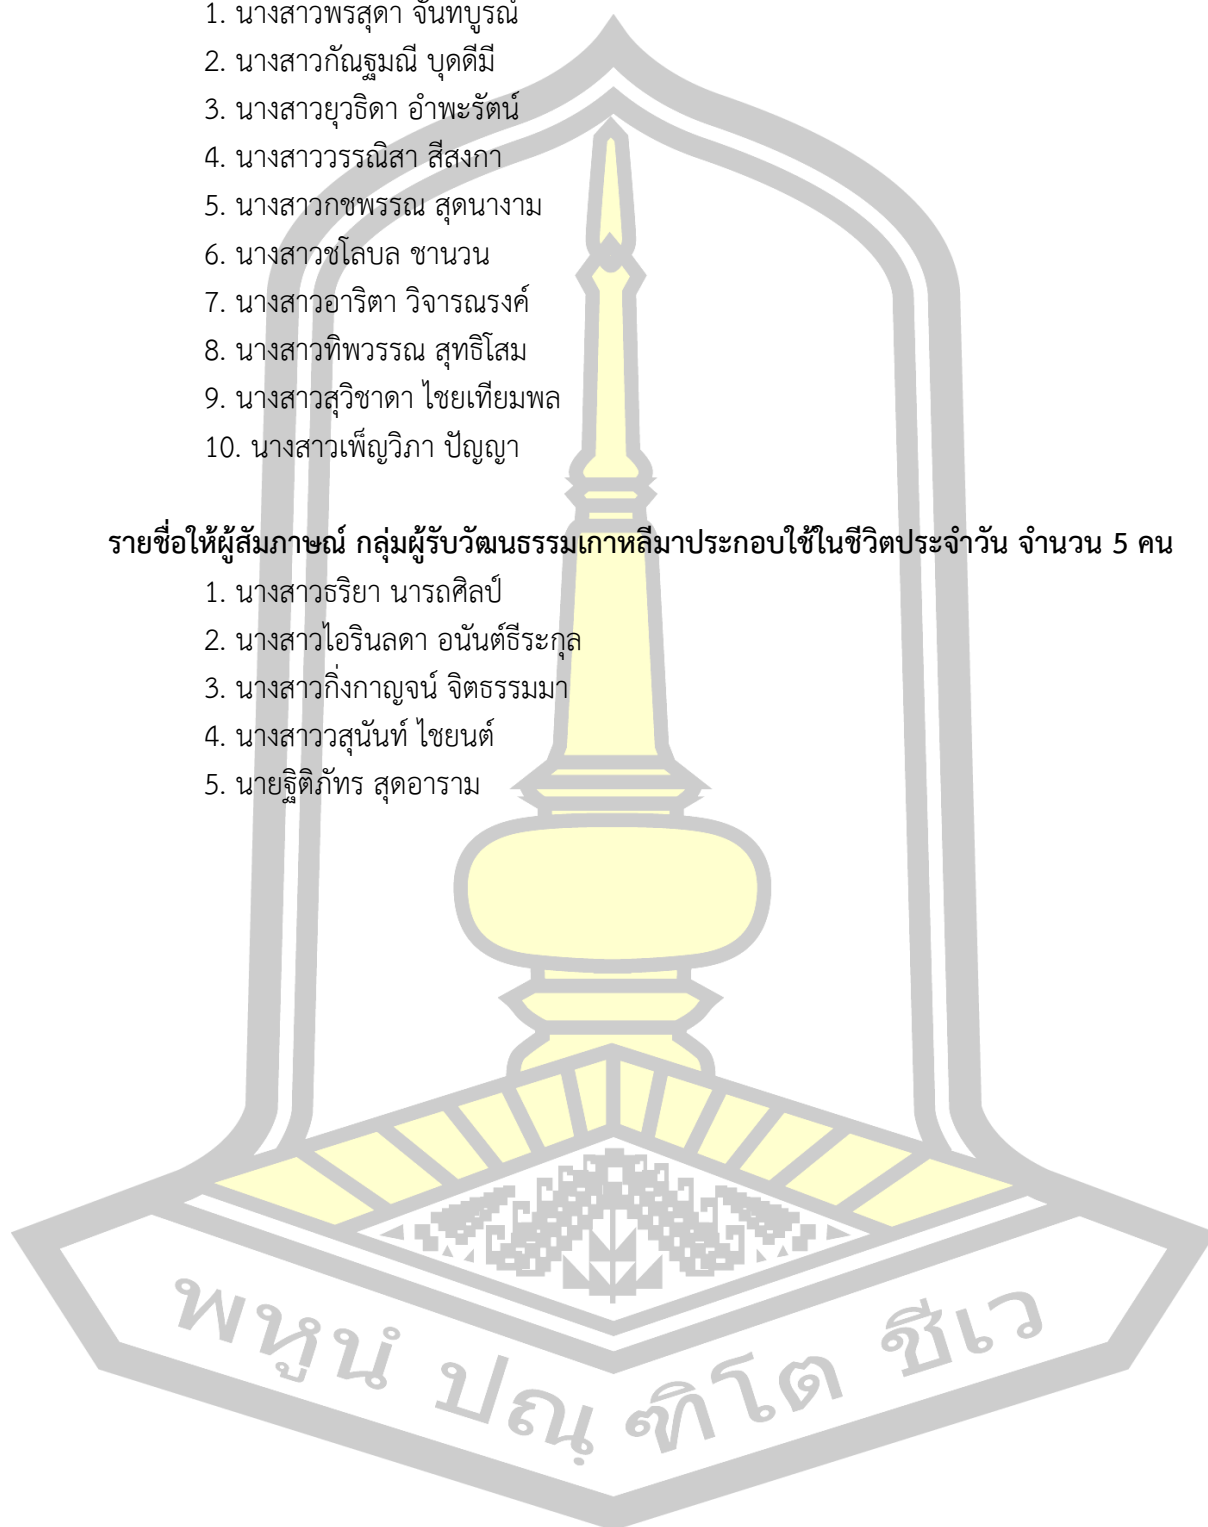 1. นางสาวพรสุดา จันทบูรณ์
2. นางสาวกัณฐมณี บุดดีมี
3. นางสาวยุวธิดา อำพะรัตน์
4. นางสาววรรณิสา สีสงกา
5. นางสาวกชพรรณ สุดนางาม
6. นางสาวชโลบล ชานวน
7. นางสาวอาริตา วิจารณรงค์
8. นางสาวทิพวรรณ สุทธิโสม
9. นางสาวสุวิชาดา ไชยเทียมพล
10. นางสาวเพ็ญวิภา ปัญญา
รายชื่อให้ผู้สัมภาษณ์ กลุ่มผู้รับวัฒนธรรมเกาหลีมาประกอบใช้ในชีวิตประจำวัน จำนวน 5 คน
1. นางสาวธริยา นารถศิลป์
2. นางสาวไอรินลดา อนันต์ธีระกุล
3. นางสาวกิ่งกาญจน์ จิตธรรมมา
4. นางสาววสุนันท์ ไชยนต์
5. นายฐิติภัทร สุดอาราม
พหูนํ ปณฺฑิโต ชีเว